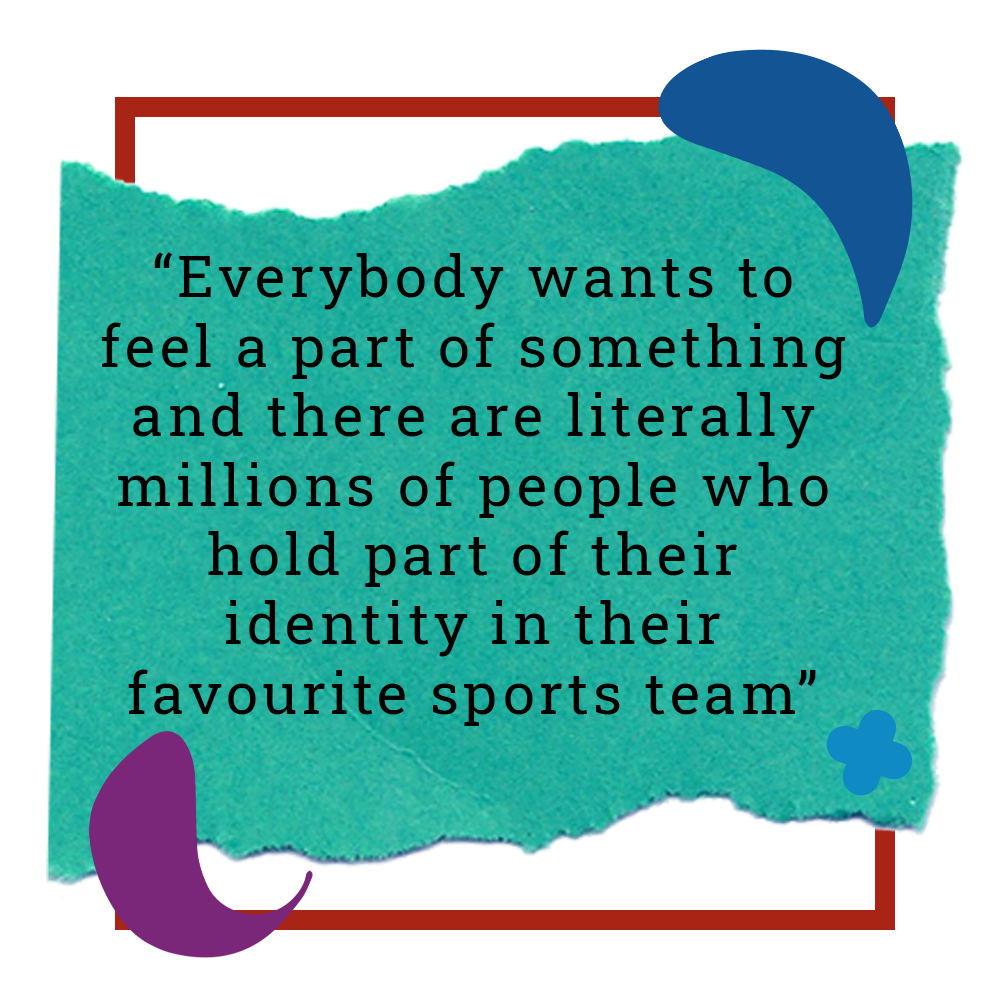 “Everybody wants to
feel a part of something
and there are literally
millions of people who
hold part of their
identity in their
favourite sports team”